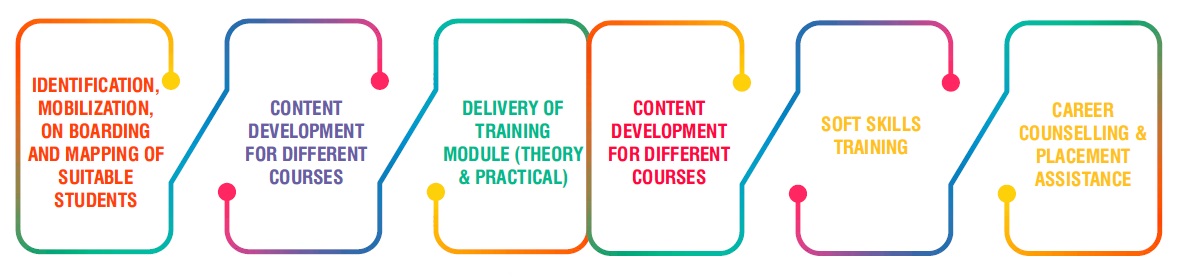 IDENTIFICATION,
MOBILIZATION,
ON BOARDING
AND MAPPING OF
SUITABLE
STUDENTS
CONTENT
DEVELOPMENT
FOR DIFFERENT
COURSES
DELIVERY OF
TRAINING
MODULE (THEORY
& PRACTICAL)
CONTENT
DEVELOPMENT
FOR DIFFERENT
COURSES
SOFT SKILLS
TRAINING
CAREER
COUNSELLING &
PLACEMENT
ASSISTANCE